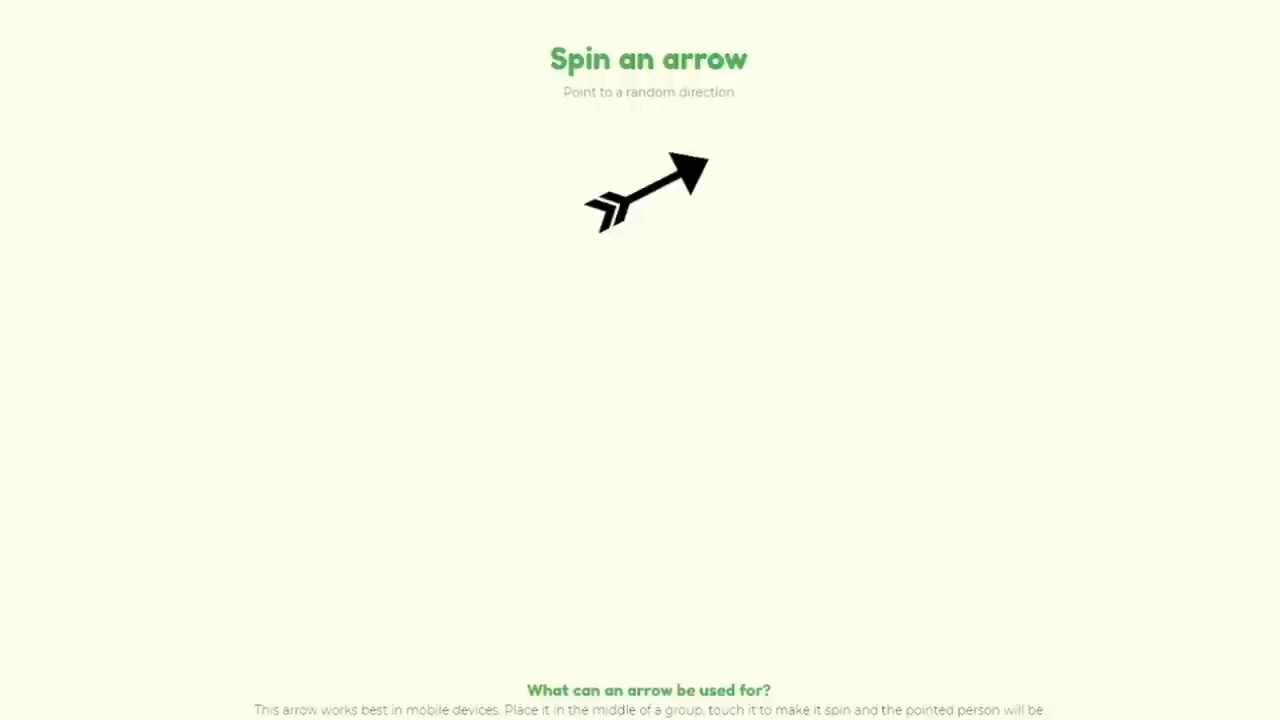 Spin an arrow
Point to a random direction
What can an arrow be used for?
This arrow works best in mobile devices. Place it in the middle of a group, touch it to make it spin and the pointed person will be